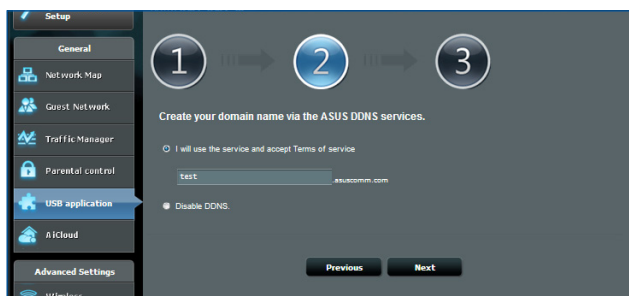 Setup
General
Network Map
Guest Network
Traffic Manager
Parental control
USB application
AiCloud
Advanced Settings
Wireless
1
2
3
Create your domain name via the ASUS DDNS services.
I will use the service and accept Terms of service
test .asuscomm.com
Disable DDNS.
Previous Next